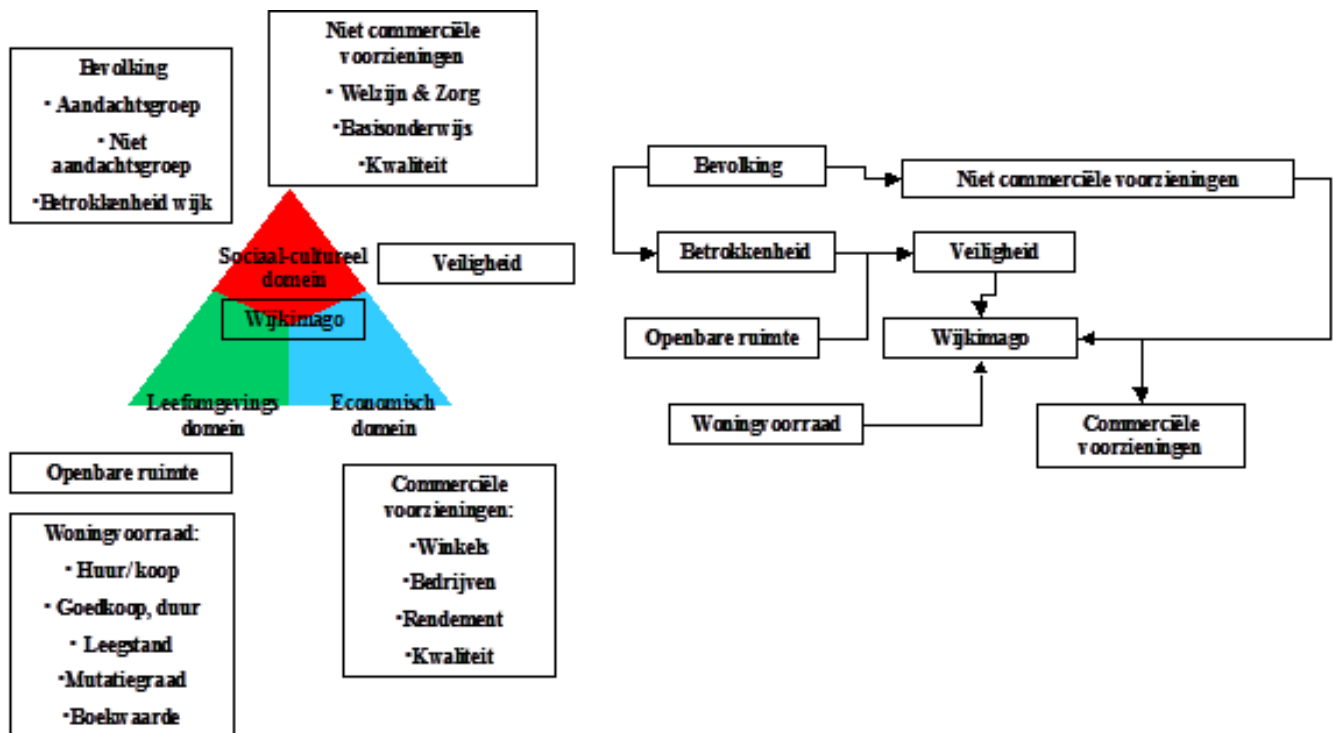 Bevolking
· Aandachtsgroep
· Niet
aandachtsgroep
·Betrokkenheid wijk
Niet commerciële
voorzieningen
· Welzijn & Zorg
·Basisonderwijs
·Kwaliteit
Sociaal-cultureel
domein
Veiligheid
Wijkimago
Leefomgevings
domein
Economisch
domein
Openbare ruimte
Woningvoorraad:
· Huur/koop
· Goedkoop, duur
· Leegstand
·Mutatiegraad
·Boekwaarde
Commerciële
voorzieningen:
·Winkels
·Bedrijven
·Rendement
·Kwaliteit
Bevolking
Niet commerciële voorzieningen
Betrokkenheid
Veiligheid
Openbare ruimte
Wijkimago
Woningvoorraad
Commerciële
voorzieningen